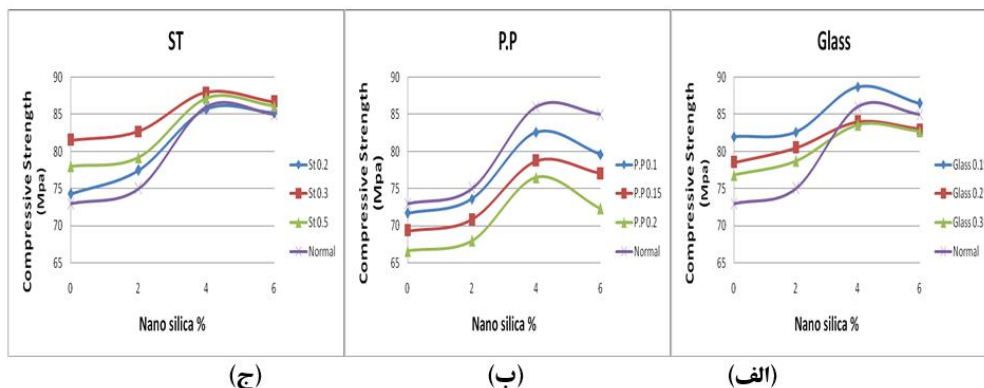 ST
Compressive Strength
(Mpa)
90
85
80
75
70
65
0 2 4 6
Nano silica %
St 0.2
St 0.3
St 0.5
Normal
(ج)
P.P
Compressive Strength
(Mpa)
90
85
80
75
70
65
0 2 4 6
Nano silica %
P.P 0.1
P.P 0.15
P.P 0.2
Normal
(ب)
Glass
Compressive Strength
(Mpa)
90
85
80
75
70
65
0 2 4 6
Nano silica %
Glass 0.15
Glass 0.2
Glass 0.3
Normal
(الف)